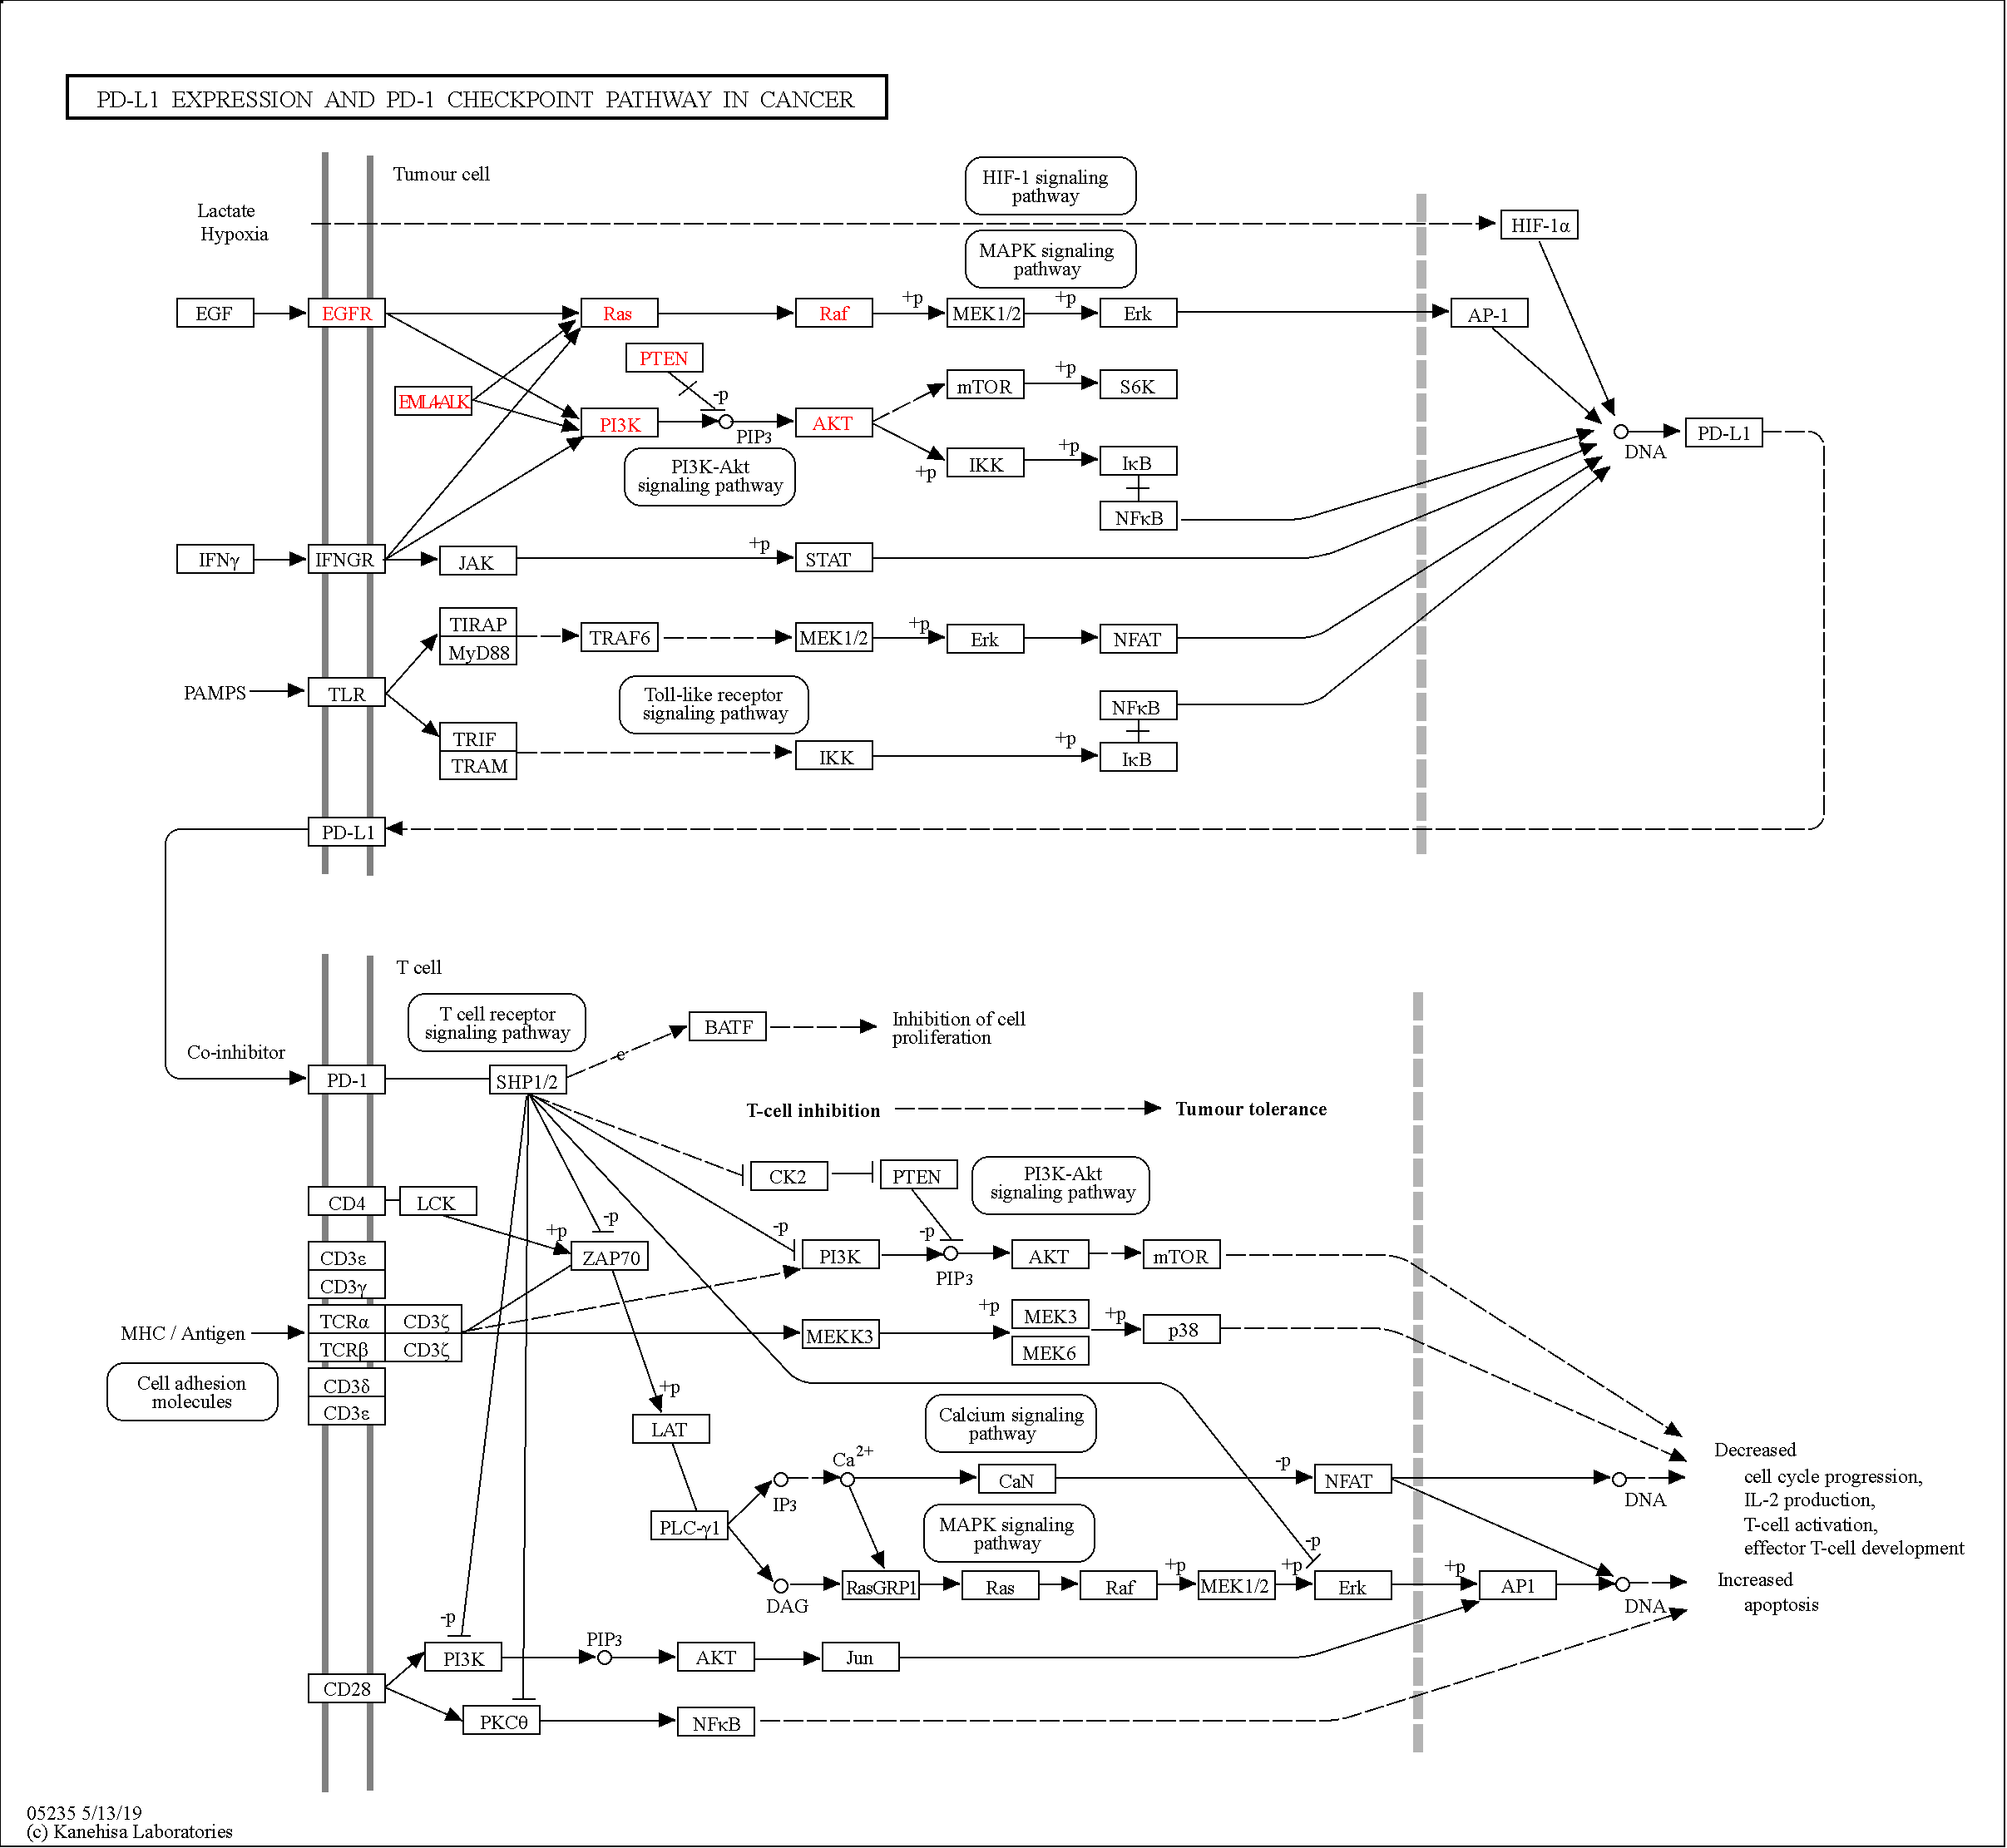 PD-L1 EXPRESSION AND PD-1 CHECKPOINT PATHWAY IN CANCER
Tumour cell
HIF-1 signaling
pathway
Lactate
Hypoxia
HIF-1α
MAPK signaling
pathway
EGF
EGFR
Ras
Raf
+p
MEK1/2
+p
Erk
AP-1
PTEN
-p
EML4-ALK
PI3K
PIP3
AKT
mTOR
+p
S6K
+p
IKK
+p
IκB
NFκB
DNA
PD-L1
PI3K-Akt
signaling pathway
IFNγ
IFNGR
JAK
+p
STAT
TIRAP
MyD88
TRAF6
MEK1/2
+p
Erk
NFAT
PAMPS
TLR
Toll-like receptor
signaling pathway
NFκB
TRIF
TRAM
IKK
+p
IκB
PD-L1
T cell
T cell receptor
signaling pathway
BATF
Inhibition of cell
proliferation
Co-inhibitor
e
PD-1
SHP1/2
T-cell inhibition
Tumour tolerance
CK2
PTEN
PI3K-Akt
signaling pathway
CD4
LCK
+p
-p
-p
-p
ZAP70
PI3K
PIP3
AKT
mTOR
CD3ε
CD3γ
MHC / Antigen
TCRα
CD3ζ
TCRβ
CD3ζ
MEKK3
+p
MEK3
MEK6
+p
p38
CD3δ
CD3ε
Cell adhesion
molecules
+p
LAT
Calcium signaling
pathway
Ca2+
IP3
CaN
-p
NFAT
DNA
Decreased
cell cycle progression,
IL-2 production,
T-cell activation,
effector T-cell development
PLC-γ1
MAPK signaling
pathway
-p
DAG
RasGRP1
Ras
Raf
+p
MEK1/2
+p
Erk
+p
AP1
DNA
Increased
apoptosis
-p
PI3K
PIP3
AKT
Jun
CD28
PKCθ
NFκB
05235 5/13/19
(c) Kanehisa Laboratories